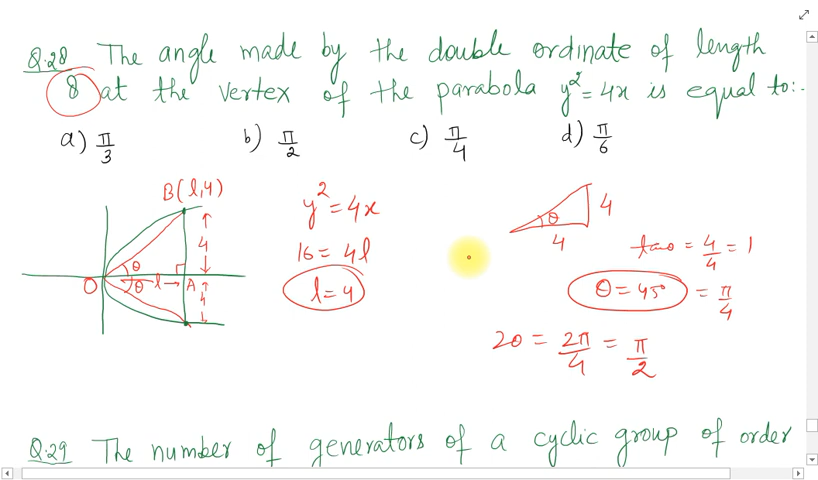 Q.28 The angle made by the double ordinate of length
8 at the vertex of the parabola y² = 4x is equal to:-
a) π/3 b) π/2 c) π/4 d) π/6
B(l,4)
4
θ
O θ l A
4
y² = 4x
16 = 4l
l = 4
θ 4
4
tanθ = 4/4 = 1
θ = 45° = π/4
2θ = 2π/4 = π/2
Q.29 The number of generators of a cyclic group of order